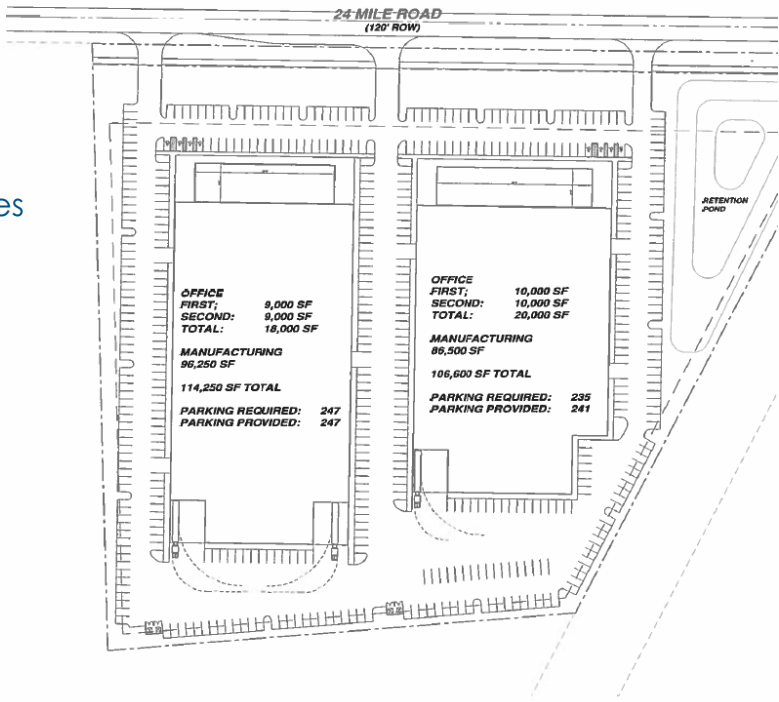 24 MILE ROAD
(120' ROW)
es
RETENTION
POND
OFFICE
FIRST; 9,000 SF
SECOND: 9,000 SF
TOTAL: 18,000 SF
MANUFACTURING
96,250 SF
114,250 SF TOTAL
PARKING REQUIRED: 247
PARKING PROVIDED: 247
OFFICE
FIRST; 10,000 SF
SECOND: 10,000 SF
TOTAL: 20,000 SF
MANUFACTURING
86,500 SF
106,600 SF TOTAL
PARKING REQUIRED: 235
PARKING PROVIDED: 241